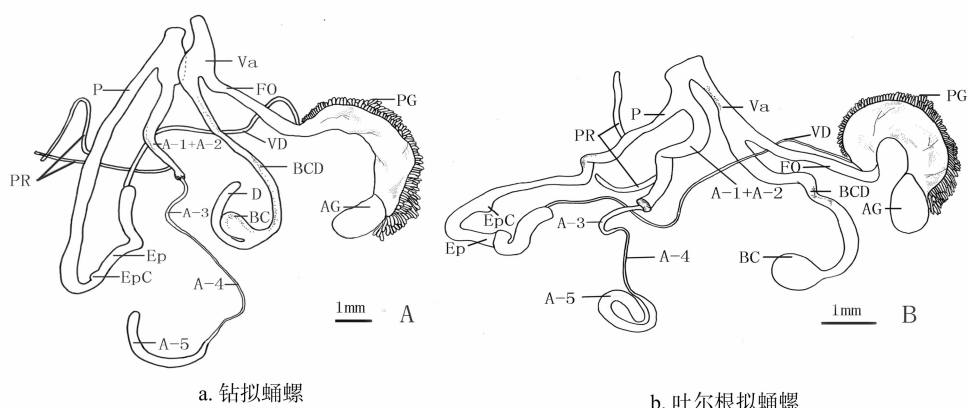 Va
P
FO
PG
A-1+A-2
VD
PR
BCD
D
BC
AG
A-3
Ep
EpC
A-4
A-5
1mm
A
a. 钻拟蛹螺
PG
P
Va
PR
VD
FO
A-1+A-2
BCD
EpC
A-3
AG
Ep
A-4
BC
A-5
1mm
B
b. 吐尔根拟蛹螺